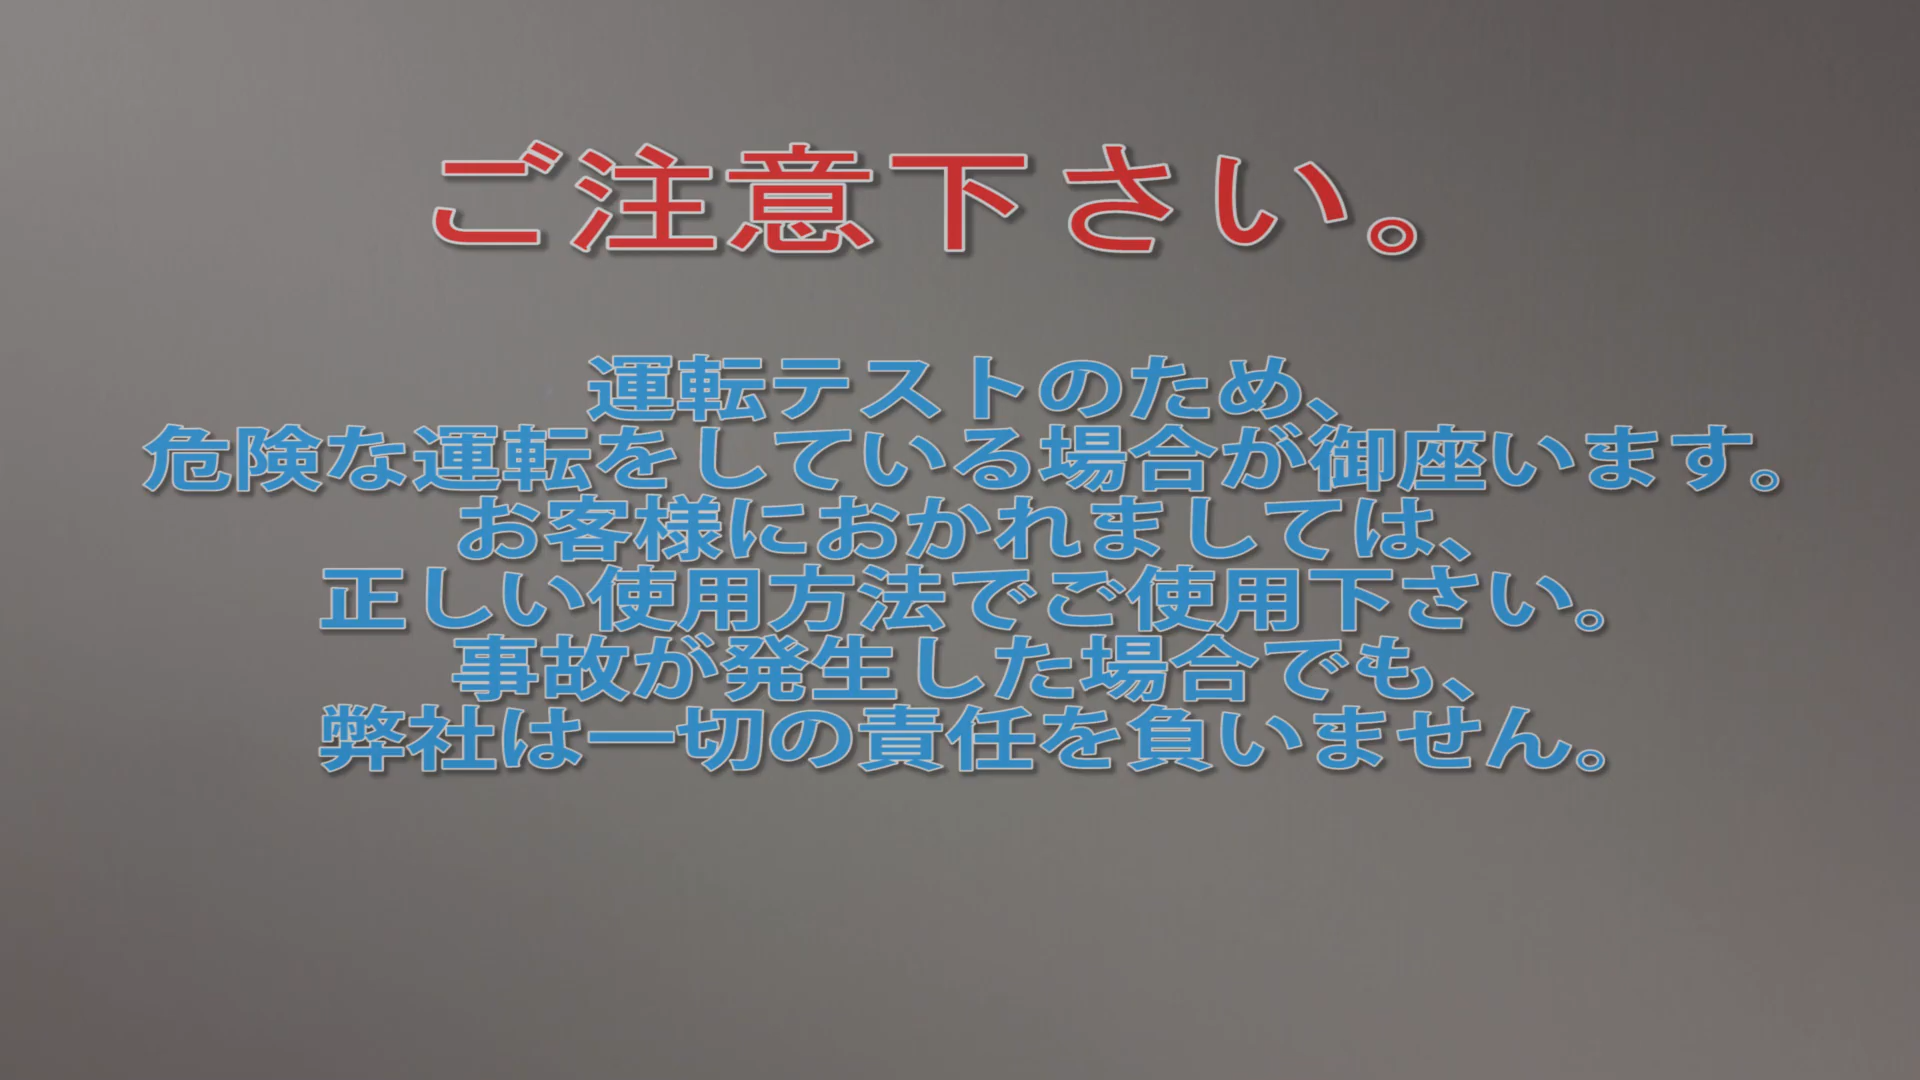 ご注意下さい。
運転テストのため、
危険な運転をしている場合が御座います。
お客様におかれましては、
正しい使用方法でご使用下さい。
事故が発生した場合でも、
弊社は一切の責任を負いません。